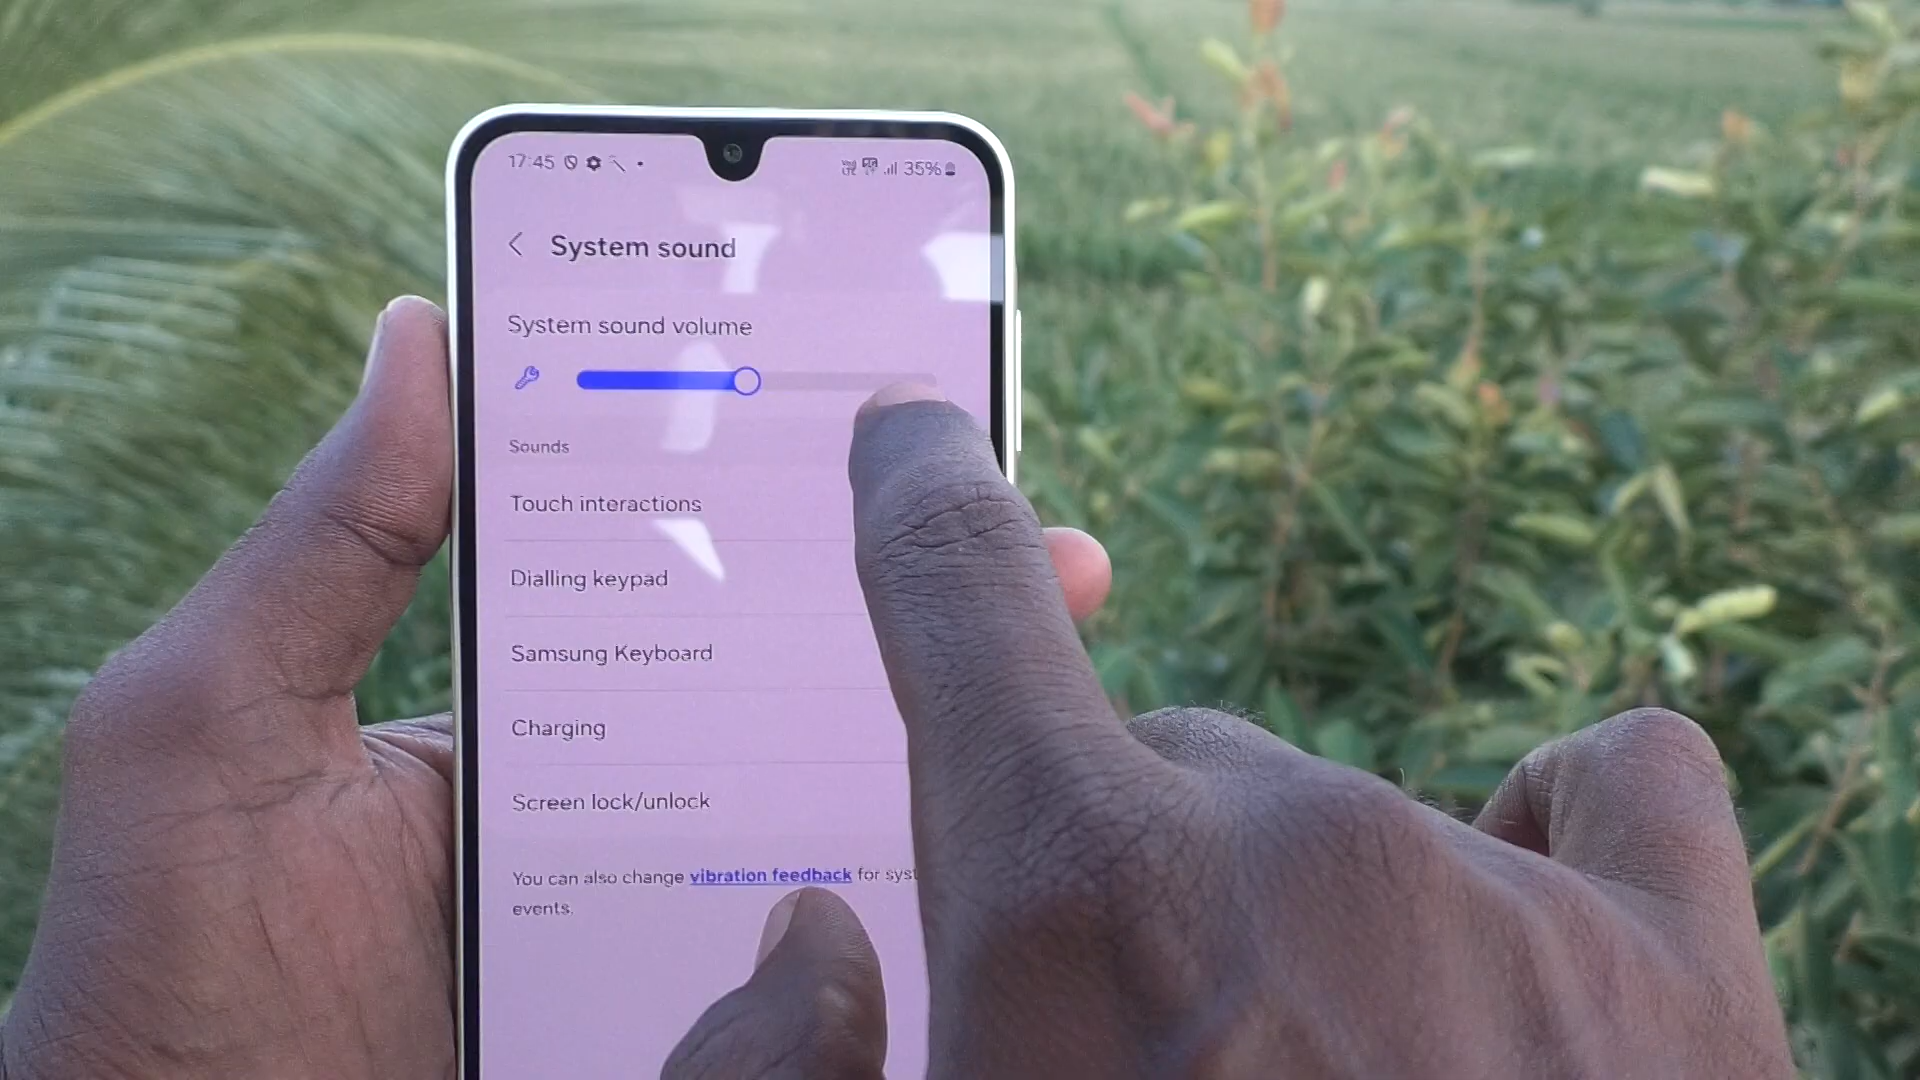 17:45 35%
System sound
System sound volume
Sounds
Touch interactions
Dialling keypad
Samsung Keyboard
Charging
Screen lock/unlock
You can also change vibration feedback for syst
events.